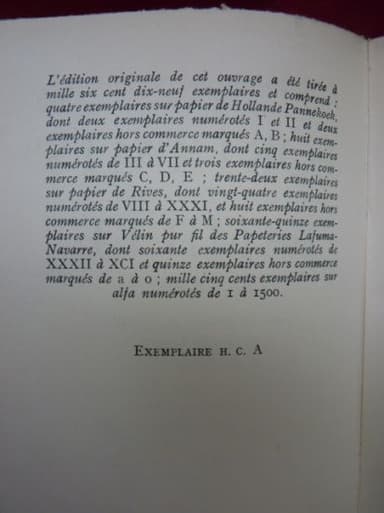 L'édition originale de cet ouvrage a été tirée à
mille six cent dix-neuf exemplaires et comprend :
quatre exemplaires sur papier de Hollande Pannekoek,
dont deux exemplaires numérotés I et II et deux
exemplaires hors commerce marqués A, B ; huit exem-
plaires sur papier d'Annam, dont cinq exemplaires
numérotés de III à VII et trois exemplaires hors com-
merce marqués C, D, E ; trente-deux exemplaires
sur papier de Rives, dont vingt-quatre exemplaires
numérotés de VIII à XXXI, et huit exemplaires hors
commerce marqués de F à M ; soixante-quinze exem-
plaires sur Vélin pur fil des Papeteries Lafuma-
Navarre, dont soixante exemplaires numérotés de
XXXII à XCI et quinze exemplaires hors commerce
marqués de a à o ; mille cinq cents exemplaires sur
alfa numérotés de 1 à 1500.
EXEMPLAIRE H. C. A